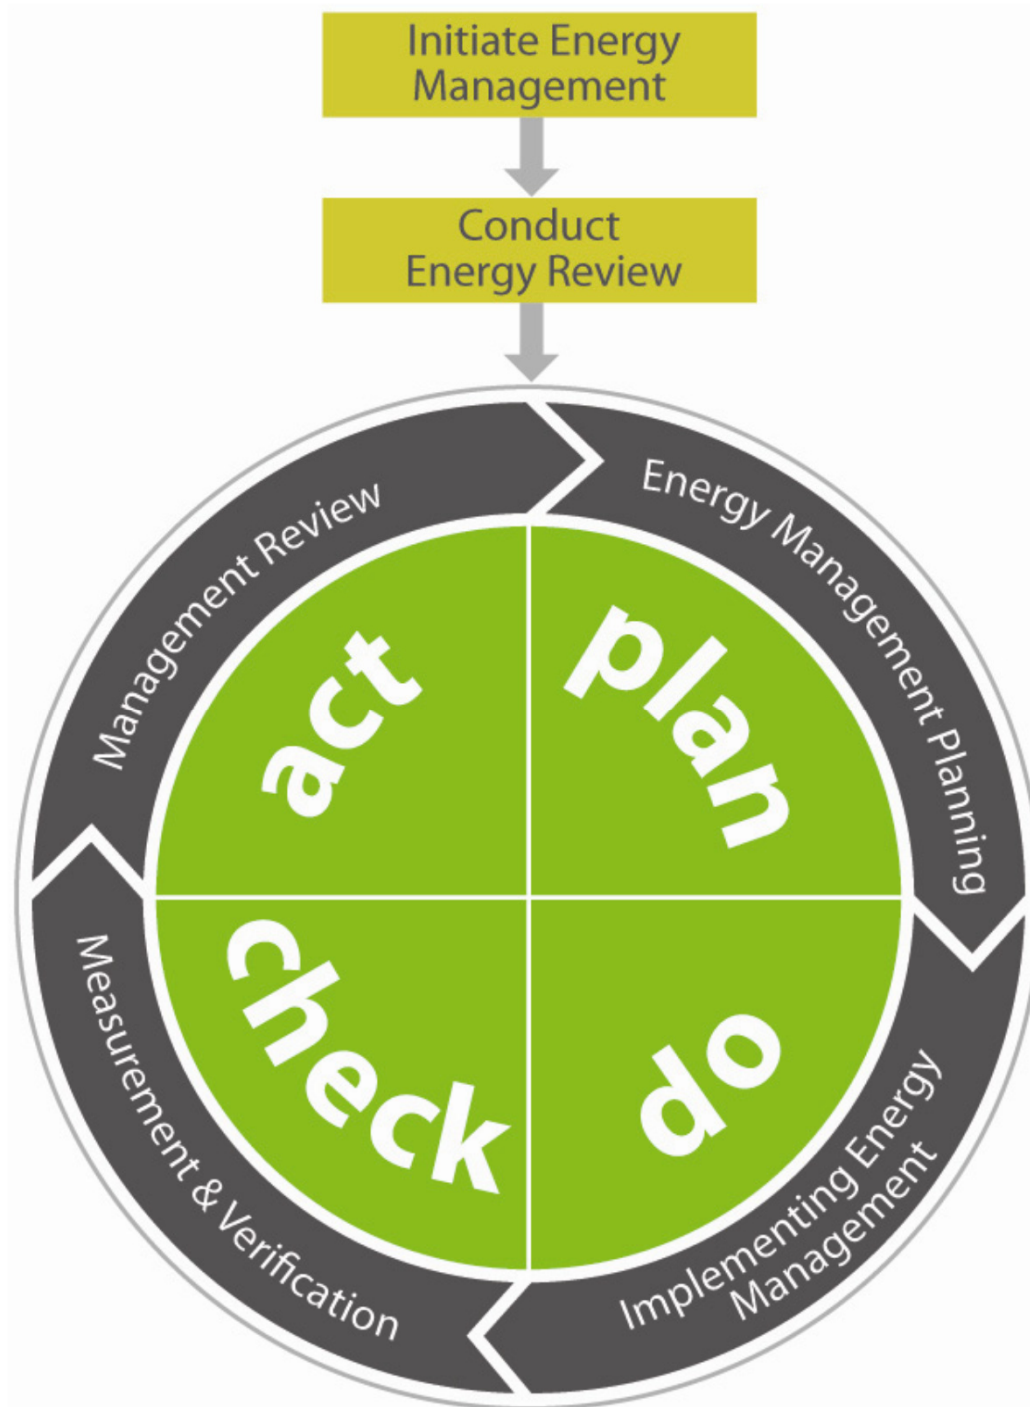 Initiate Energy
Management
Conduct
Energy Review
Energy Management Planning
Implementing Energy
Management
Measurement & Verification
Management Review
plan
do
check
act